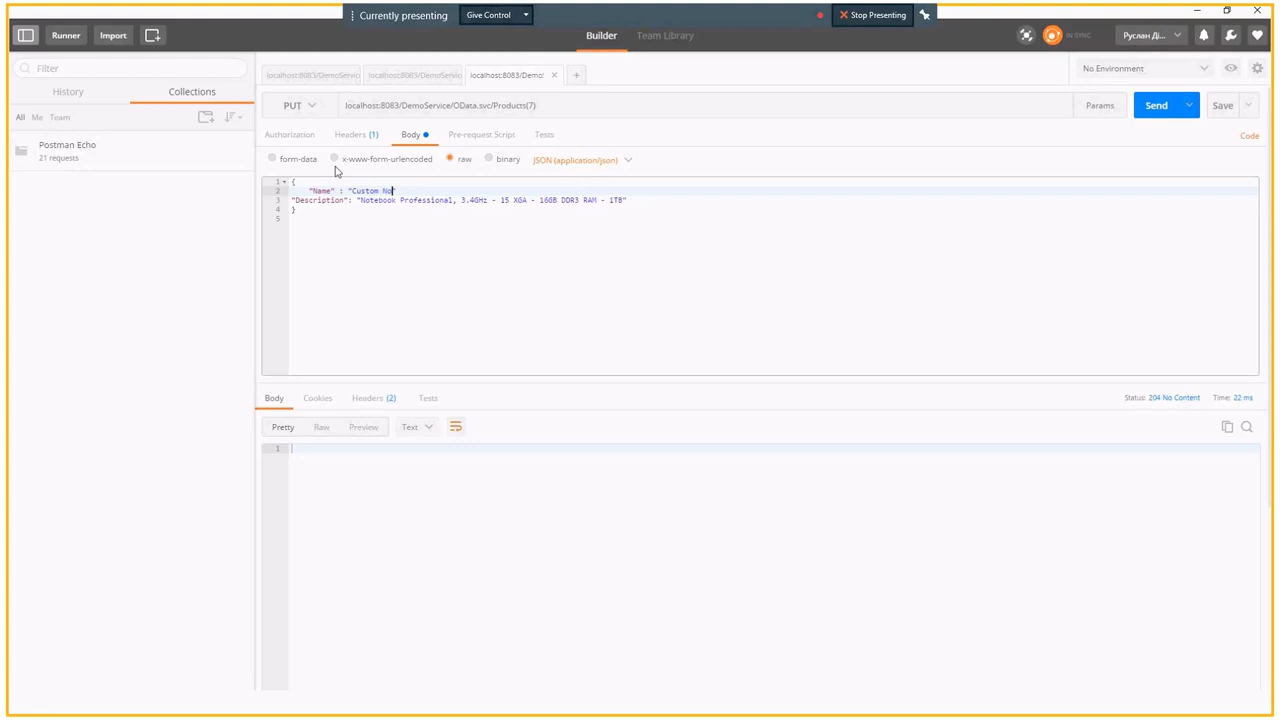 Currently presenting
Give Control
Stop Presenting
Runner
Import
Builder
Team Library
IN SYNC
Руслан Ді...
Filter
History
Collections
All Me Team
Postman Echo
21 requests
localhost:8083/DemoServic
localhost:8083/DemoServic
localhost:8083/Demo!
No Environment
PUT
localhost:8083/DemoService/OData.svc/Products(7)
Params
Send
Save
Authorization
Headers (1)
Body
Pre-request Script
Tests
Code
form-data
x-www-form-urlencoded
raw
binary
JSON (application/json)
1 {
2 "Name" : "Custom No"
3 "Description": "Notebook Professional, 3.4GHz - 15 XGA - 16GB DDR3 RAM - 1TB"
4 }
5
Body
Cookies
Headers (2)
Tests
Status: 204 No Content
Time: 22 ms
Pretty
Raw
Preview
Text
1